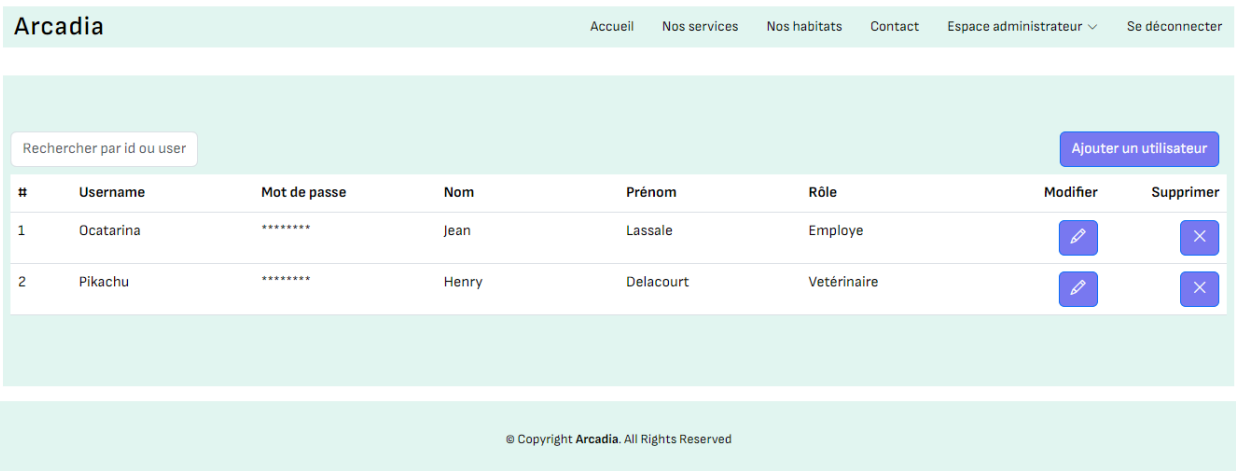 Arcadia Accueil Nos services Nos habitats Contact Espace administrateur Se déconnecter
Rechercher par id ou user Ajouter un utilisateur
# Username Mot de passe Nom Prénom Rôle Modifier Supprimer
1 Ocatarina ******** Jean Lassale Employe
2 Pikachu ******** Henry Delacourt Vetérinaire
© Copyright Arcadia. All Rights Reserved